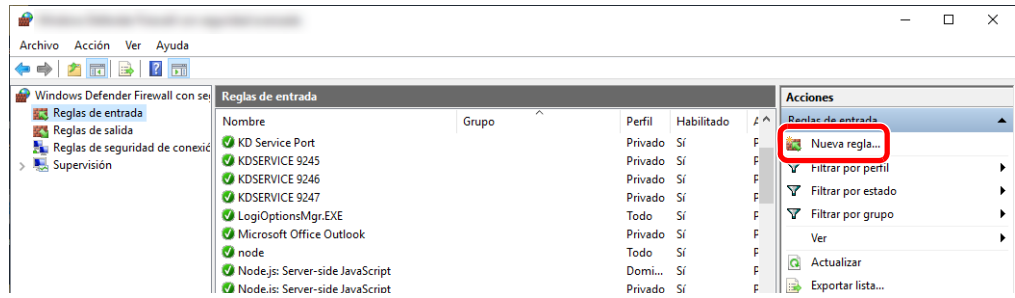 Archivo Acción Ver Ayuda
Windows Defender Firewall con se
Reglas de entrada
Reglas de salida
Reglas de seguridad de conexió
Supervisión
Reglas de entrada
Nombre Grupo Perfil Habilitado
KD Service Port Privado Sí
KDSERVICE 9245 Privado Sí
KDSERVICE 9246 Privado Sí
KDSERVICE 9247 Privado Sí
LogiOptionsMgr.EXE Todo Sí
Microsoft Office Outlook Privado Sí
node Todo Sí
Node.js: Server-side JavaScript Domi... Sí
Node.js: Server-side JavaScript Privado Sí
Acciones
Reglas de entrada
Nueva regla...
Filtrar por perfil
Filtrar por estado
Filtrar por grupo
Ver
Actualizar
Exportar lista...